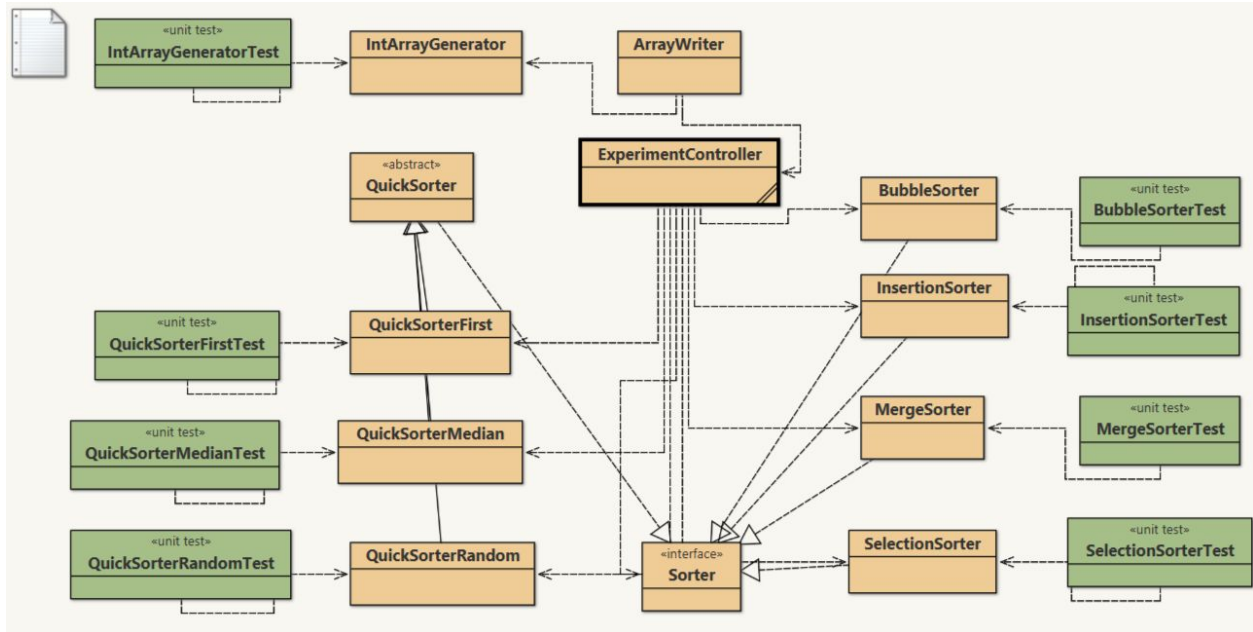 «unit test»
IntArrayGeneratorTest
IntArrayGenerator
ArrayWriter
ExperimentController
«abstract»
QuickSorter
BubbleSorter
«unit test»
BubbleSorterTest
InsertionSorter
«unit test»
InsertionSorterTest
«unit test»
QuickSorterFirstTest
QuickSorterFirst
MergeSorter
«unit test»
MergeSorterTest
«unit test»
QuickSorterMedianTest
QuickSorterMedian
«unit test»
QuickSorterRandomTest
QuickSorterRandom
«interface»
Sorter
SelectionSorter
«unit test»
SelectionSorterTest